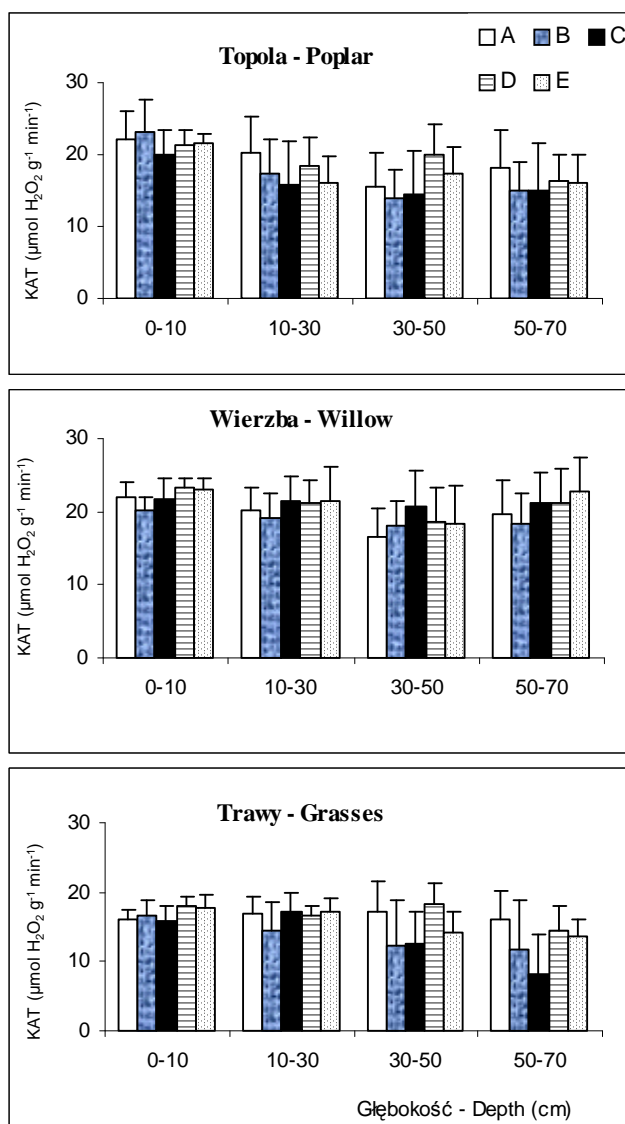 Topola - Poplar
A B C
D E
KAT (µmol H₂O₂ g⁻¹ min⁻¹)
30
20
10
0
0-10 10-30 30-50 50-70
Wierzba - Willow
KAT (µmol H₂O₂ g⁻¹ min⁻¹)
30
20
10
0
0-10 10-30 30-50 50-70
Trawy - Grasses
KAT (µmol H₂O₂ g⁻¹ min⁻¹)
30
20
10
0
0-10 10-30 30-50 50-70
Głębokość - Depth (cm)